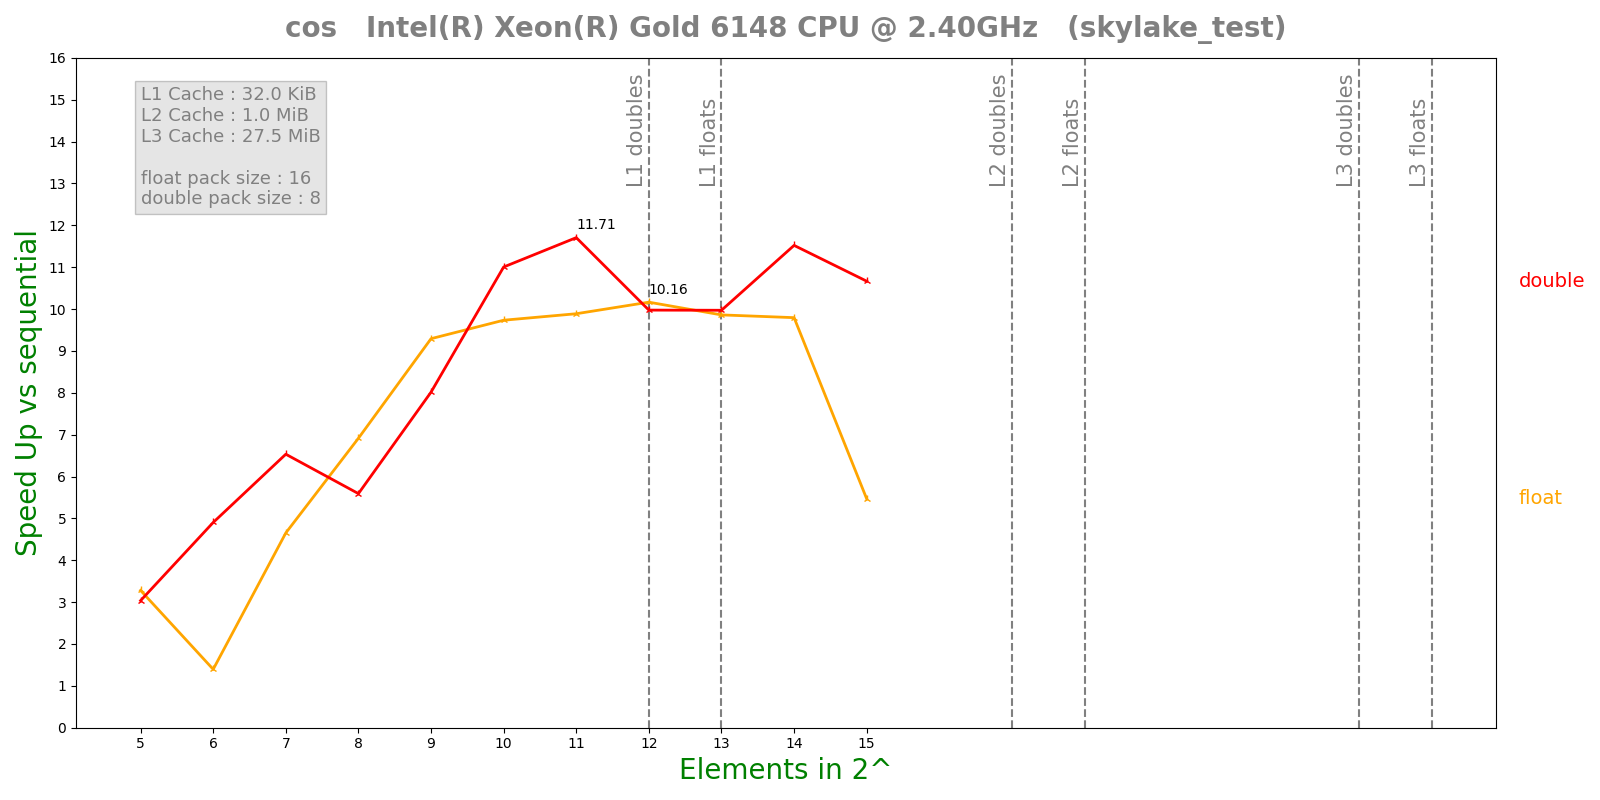 cos Intel(R) Xeon(R) Gold 6148 CPU @ 2.40GHz (skylake_test)
L1 Cache : 32.0 KiB
L2 Cache : 1.0 MiB
L3 Cache : 27.5 MiB
float pack size : 16
double pack size : 8
L1 doubles
L1 floats
L2 doubles
L2 floats
L3 doubles
L3 floats
11.71
10.16
double
float
Speed Up vs sequential
16
15
14
13
12
11
10
9
8
7
6
5
4
3
2
1
0
5 6 7 8 9 10 11 12 13 14 15
Elements in 2^